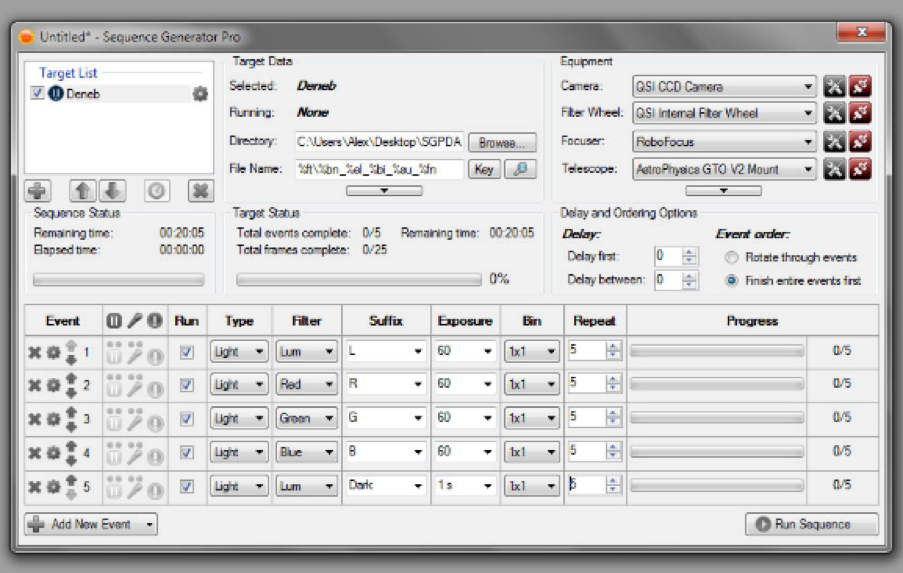 Untitled* - Sequence Generator Pro
Target List
Deneb
Target Data
Selected: Deneb
Running: None
Directory: C:\Users\Alex\Desktop\SGPDA Browse...
File Name: %ft\%bn_%el_%bi_%eu_%fn Key
Equipment
Camera: QSI CCD Camera
Filter Wheel: QSI Internal Filter Wheel
Focuser: RoboFocus
Telescope: AstroPhysics GTO V2 Mount
Sequence Status
Remaining time: 00:20:05
Elapsed time: 00:00:00
Target Status
Total events complete: 0/5 Remaining time: 00:20:05
Total frames complete: 0/25
0%
Delay and Ordering Options
Delay: Event order:
Delay first: 0 Rotate through events
Delay between: 0 Finish entire events first
Event Run Type Filter Suffix Exposure Bin Repeat Progress
1 Light Lum L 60 1x1 5 0/5
2 Light Red R 60 1x1 5 0/5
3 Light Green G 60 1x1 5 0/5
4 Light Blue B 60 1x1 5 0/5
5 Light Lum Dark 1 s 1x1 5 0/5
Add New Event Run Sequence